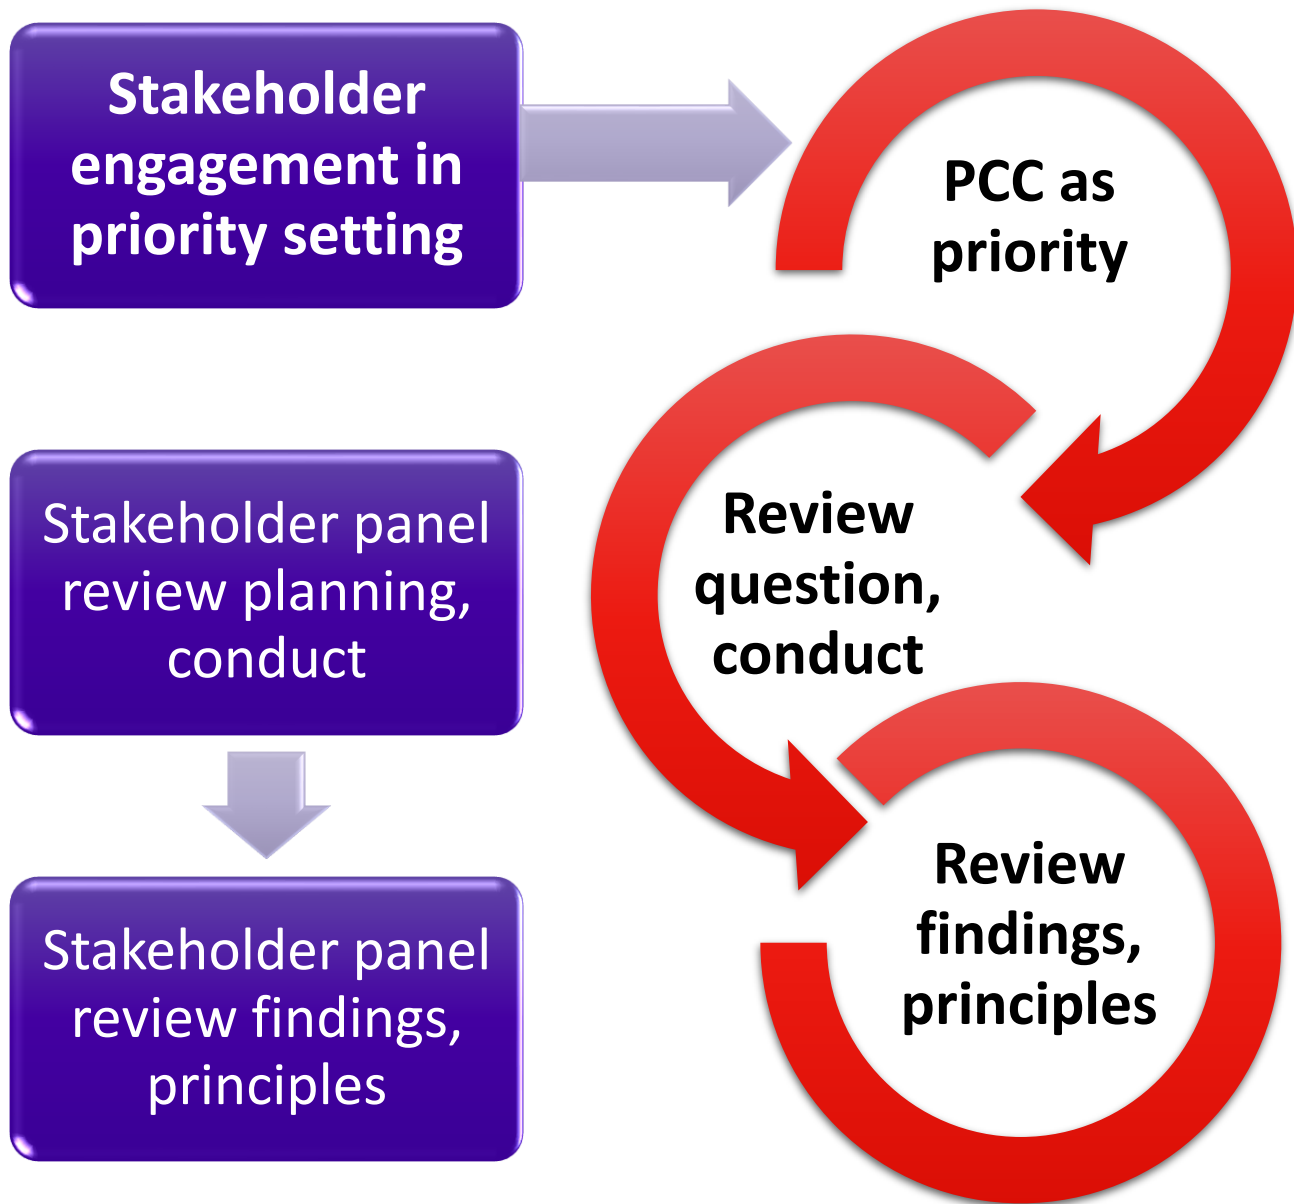 Stakeholder
engagement in
priority setting
PCC as
priority
Stakeholder panel
review planning,
conduct
Review
question,
conduct
Stakeholder panel
review findings,
principles
Review
findings,
principles